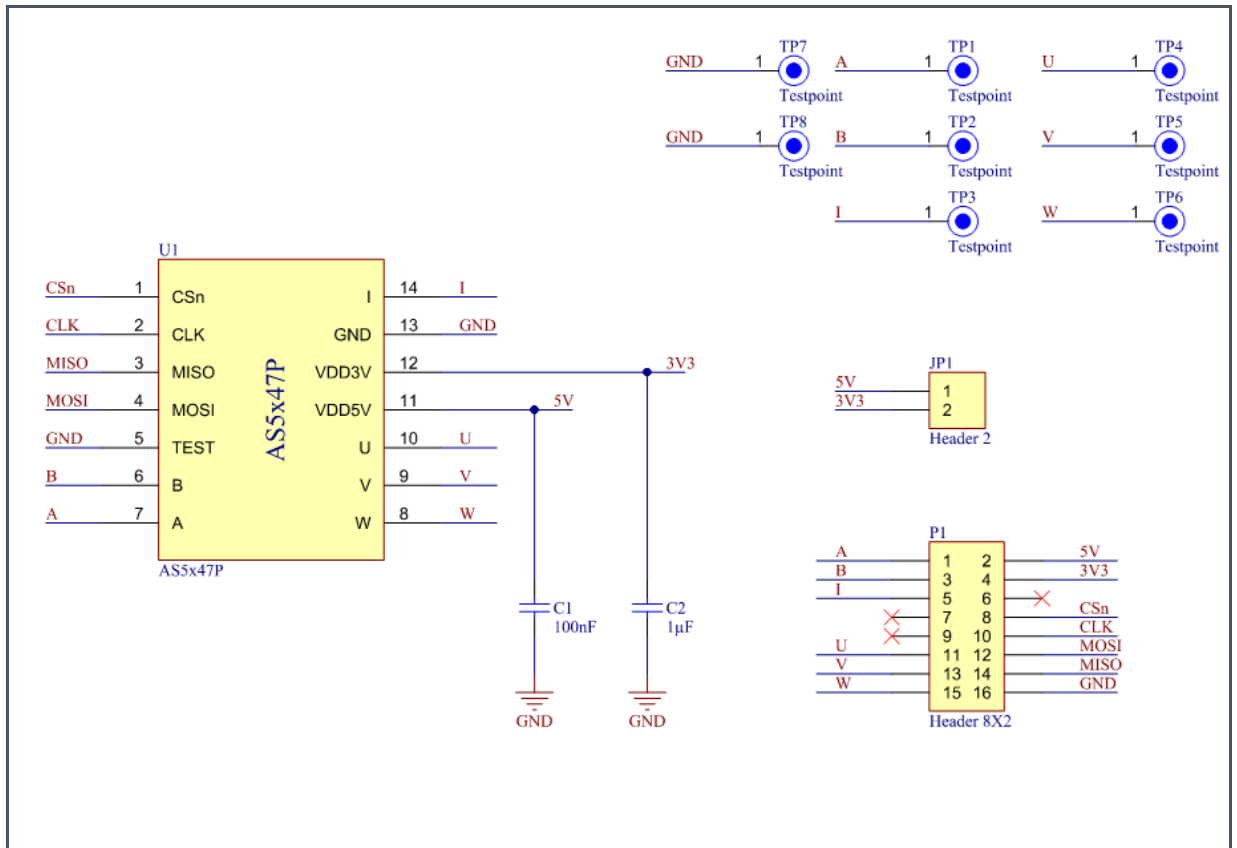 TP7
TP1
TP4
GND 1
A 1
U 1
Testpoint
Testpoint
Testpoint
TP8
TP2
TP5
GND 1
B 1
V 1
Testpoint
Testpoint
Testpoint
TP3
TP6
I 1
W 1
Testpoint
Testpoint
U1
CSn 1 CSn I 14 I
CLK 2 CLK GND 13 GND
MISO 3 MISO VDD3V 12 3V3
MOSI 4 MOSI VDD5V 11 5V
GND 5 TEST U 10 U
B 6 B V 9 V
A 7 A W 8 W
AS5x47P
AS5x47P
C1
100nF
GND
C2
1µF
GND
JP1
5V 1
3V3 2
Header 2
P1
A 1 2 5V
B 3 4 3V3
I 5 6
7 8 CSn
9 10 CLK
U 11 12 MOSI
V 13 14 MISO
W 15 16 GND
Header 8X2